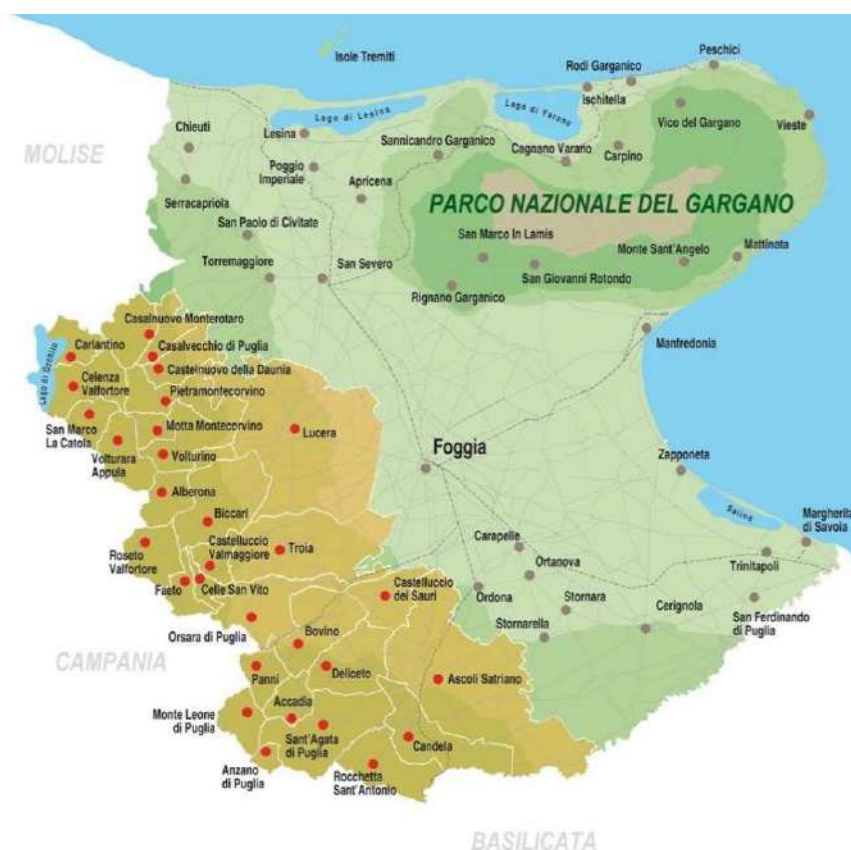 Isole Tremiti
Peschici
Rodi Garganico
Ischitella
Lago di Lesina
Lago di Varano
Vico del Gargano
Vieste
Chieuti
Lesina
Sannicandro Garganico
Cagnano Varano
Carpino
MOLISE
Poggio
Imperiale
Apricena
Serracapriola
PARCO NAZIONALE DEL GARGANO
San Paolo di Civitate
San Marco In Lamis
Monte Sant'Angelo
Mattinata
Torremaggiore
San Severo
San Giovanni Rotondo
Rignano Garganico
Casalnuovo Monterotaro
Manfredonia
Carlantino
Casalvecchio di Puglia
Lago di Occhito
Castelnuovo della Daunia
Celenza
Valfortore
Pietramontecorvino
San Marco
La Catola
Motta Montecorvino
Lucera
Foggia
Volturara
Appula
Volturino
Zapponeta
Alberona
Saline
Margherita
di Savoia
Biccari
Roseto
Valfortore
Castelluccio
Valmaggiore
Troia
Carapelle
Ortanova
Trinitapoli
Faeto
Celle San Vito
Castelluccio
dei Sauri
Ordona
Stornara
Cerignola
San Ferdinando
di Puglia
Orsara di Puglia
Bovino
Stornarella
CAMPANIA
Panni
Deliceto
Ascoli Satriano
Monte Leone
di Puglia
Accadia
Sant'Agata
di Puglia
Candela
Anzano
di Puglia
Rocchetta
Sant'Antonio
BASILICATA